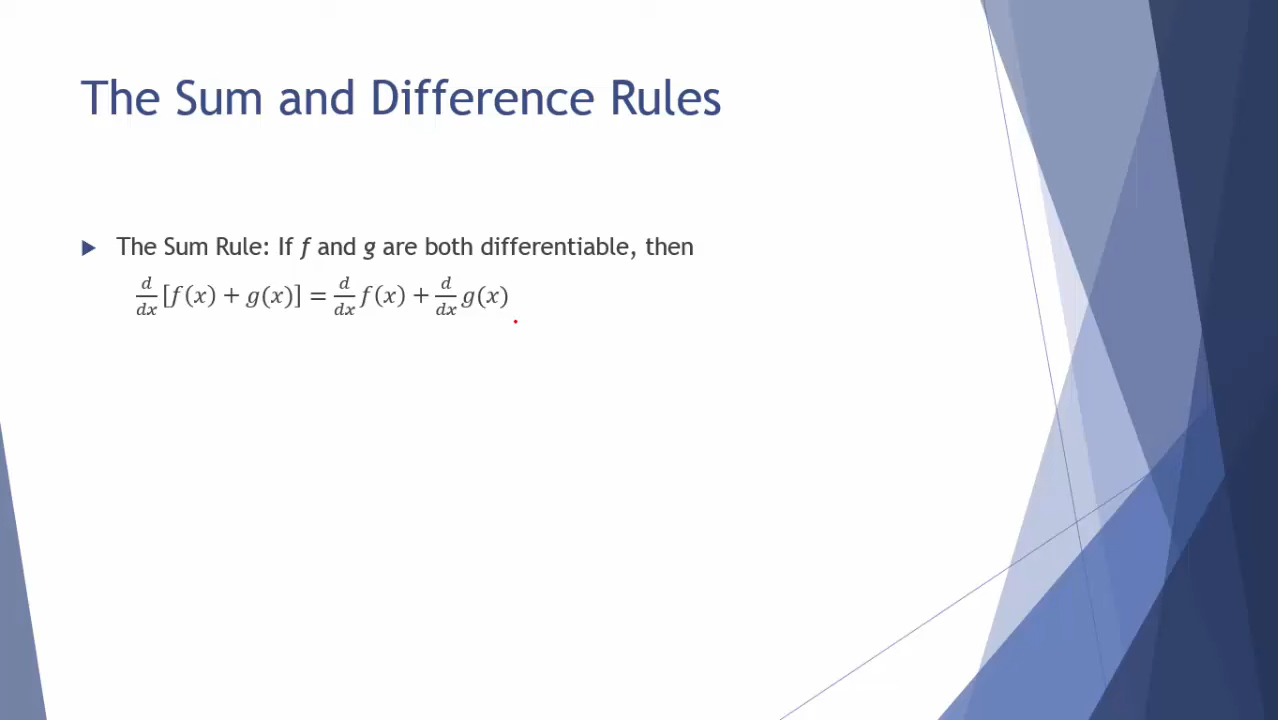 The Sum and Difference Rules
The Sum Rule: If f and g are both differentiable, then
d/dx [f(x) + g(x)] = d/dx f(x) + d/dx g(x)